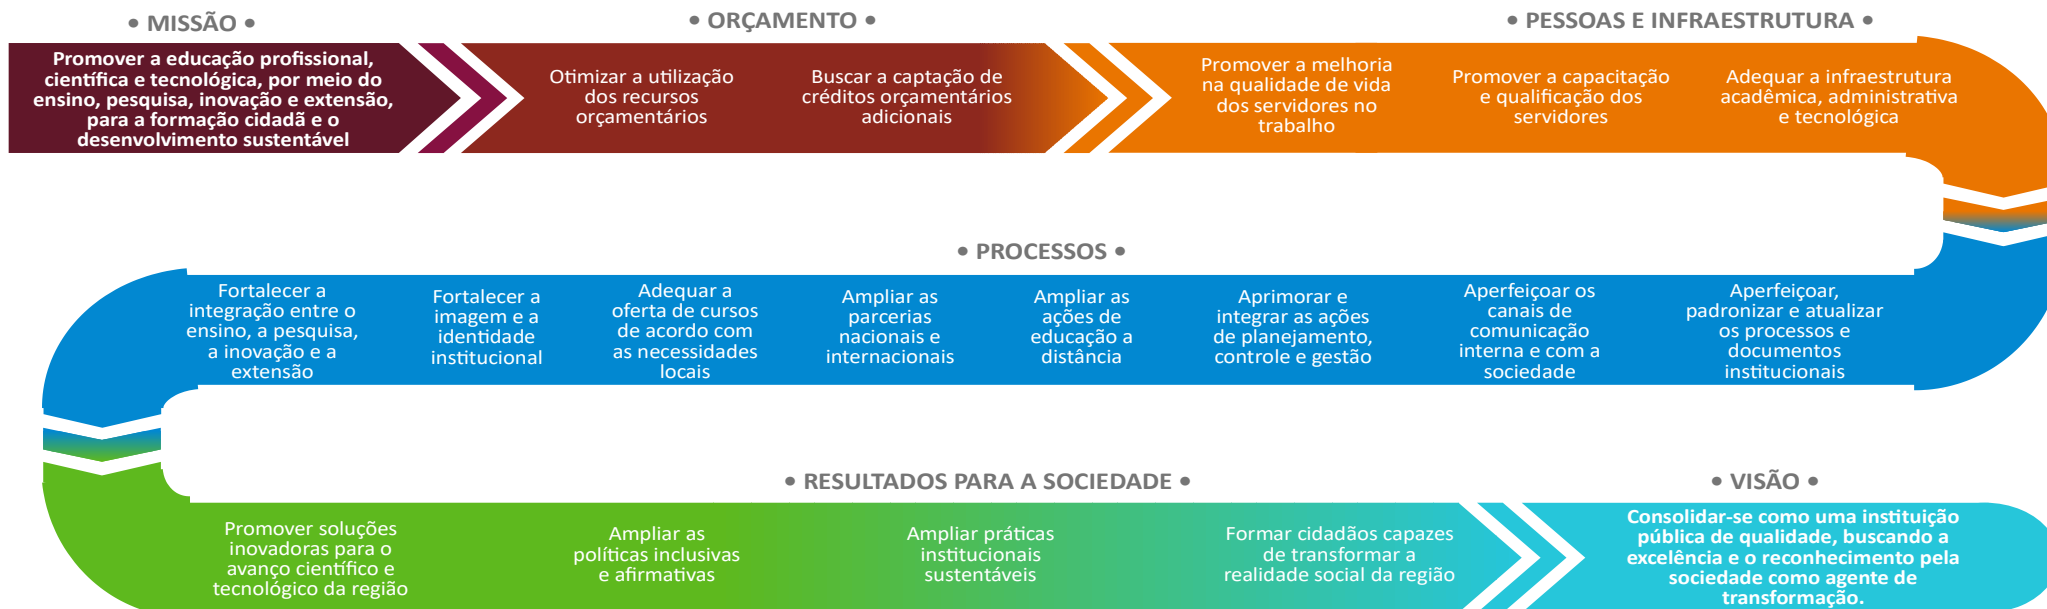 • MISSÃO •
Promover a educação profissional,
científica e tecnológica, por meio do
ensino, pesquisa, inovação e extensão,
para a formação cidadã e o
desenvolvimento sustentável
• ORÇAMENTO •
Otimizar a utilização
dos recursos
orçamentários
Buscar a captação de
créditos orçamentários
adicionais
• PESSOAS E INFRAESTRUTURA •
Promover a melhoria
na qualidade de vida
dos servidores no
trabalho
Promover a capacitação
e qualificação dos
servidores
Adequar a infraestrutura
acadêmica, administrativa
e tecnológica
• PROCESSOS •
Fortalecer a
integração entre o
ensino, a pesquisa,
a inovação e a
extensão
Fortalecer a
imagem e a
identidade
institucional
Adequar a
oferta de cursos
de acordo com
as necessidades
locais
Ampliar as
parcerias
nacionais e
internacionais
Ampliar as
ações de
educação a
distância
Aprimorar e
integrar as ações
de planejamento,
controle e gestão
Aperfeiçoar os
canais de
comunicação
interna e com a
sociedade
Aperfeiçoar,
padronizar e atualizar
os processos e
documentos
institucionais
• RESULTADOS PARA A SOCIEDADE •
Promover soluções
inovadoras para o
avanço científico e
tecnológico da região
Ampliar as
políticas inclusivas
e afirmativas
Ampliar práticas
institucionais
sustentáveis
Formar cidadãos capazes
de transformar a
realidade social da região
• VISÃO •
Consolidar-se como uma instituição
pública de qualidade, buscando a
excelência e o reconhecimento pela
sociedade como agente de
transformação.